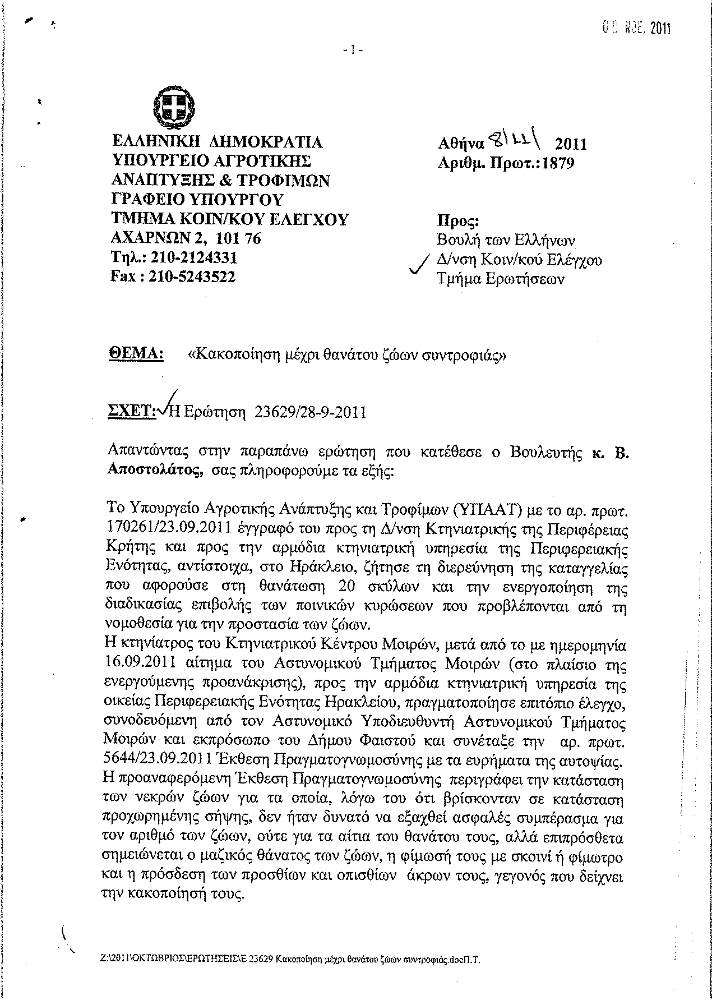 ΝΟΕ. 2011
- 1 -
ΕΛΛΗΝΙΚΗ ΔΗΜΟΚΡΑΤΙΑ
ΥΠΟΥΡΓΕΙΟ ΑΓΡΟΤΙΚΗΣ
ΑΝΑΠΤΥΞΗΣ & ΤΡΟΦΙΜΩΝ
ΓΡΑΦΕΙΟ ΥΠΟΥΡΓΟΥ
ΤΜΗΜΑ ΚΟΙΝ/ΚΟΥ ΕΛΕΓΧΟΥ
ΑΧΑΡΝΩΝ 2, 101 76
Τηλ.: 210-2124331
Fax : 210-5243522
Αθήνα 8\11\ 2011
Αριθμ. Πρωτ.:1879
Προς:
Βουλή των Ελλήνων
Δ/νση Κοιν/κού Ελέγχου
Τμήμα Ερωτήσεων
ΘΕΜΑ: «Κακοποίηση μέχρι θανάτου ζώων συντροφιάς»
ΣΧΕΤ: Η Ερώτηση 23629/28-9-2011
Απαντώντας στην παραπάνω ερώτηση που κατέθεσε ο Βουλευτής κ. Β.
Αποστολάτος, σας πληροφορούμε τα εξής:
Το Υπουργείο Αγροτικής Ανάπτυξης και Τροφίμων (ΥΠΑΑΤ) με το αρ. πρωτ.
170261/23.09.2011 έγγραφό του προς τη Δ/νση Κτηνιατρικής της Περιφέρειας
Κρήτης και προς την αρμόδια κτηνιατρική υπηρεσία της Περιφερειακής
Ενότητας, αντίστοιχα, στο Ηράκλειο, ζήτησε τη διερεύνηση της καταγγελίας
που αφορούσε στη θανάτωση 20 σκύλων και την ενεργοποίηση της
διαδικασίας επιβολής των ποινικών κυρώσεων που προβλέπονται από τη
νομοθεσία για την προστασία των ζώων.
Η κτηνίατρος του Κτηνιατρικού Κέντρου Μοιρών, μετά από το με ημερομηνία
16.09.2011 αίτημα του Αστυνομικού Τμήματος Μοιρών (στο πλαίσιο της
ενεργούμενης προανάκρισης), προς την αρμόδια κτηνιατρική υπηρεσία της
οικείας Περιφερειακής Ενότητας Ηρακλείου, πραγματοποίησε επιτόπιο έλεγχο,
συνοδευόμενη από τον Αστυνομικό Υποδιευθυντή Αστυνομικού Τμήματος
Μοιρών και εκπρόσωπο του Δήμου Φαιστού και συνέταξε την αρ. πρωτ.
5644/23.09.2011 Έκθεση Πραγματογνωμοσύνης με τα ευρήματα της αυτοψίας.
Η προαναφερόμενη Έκθεση Πραγματογνωμοσύνης περιγράφει την κατάσταση
των νεκρών ζώων για τα οποία, λόγω του ότι βρίσκονταν σε κατάσταση
προχωρημένης σήψης, δεν ήταν δυνατό να εξαχθεί ασφαλές συμπέρασμα για
τον αριθμό των ζώων, ούτε για τα αίτια του θανάτου τους, αλλά επιπρόσθετα
σημειώνεται ο μαζικός θάνατος των ζώων, η φίμωσή τους με σκοινί ή φίμωτρο
και η πρόσδεση των προσθίων και οπισθίων άκρων τους, γεγονός που δείχνει
την κακοποίησή τους.
Z:\2011\ΟΚΤΩΒΡΙΟΣ\ΕΡΩΤΗΣΕΙΣ\Ε 23629 Κακοποίηση μέχρι θανάτου ζώων συντροφιάς.docΠ.Τ.